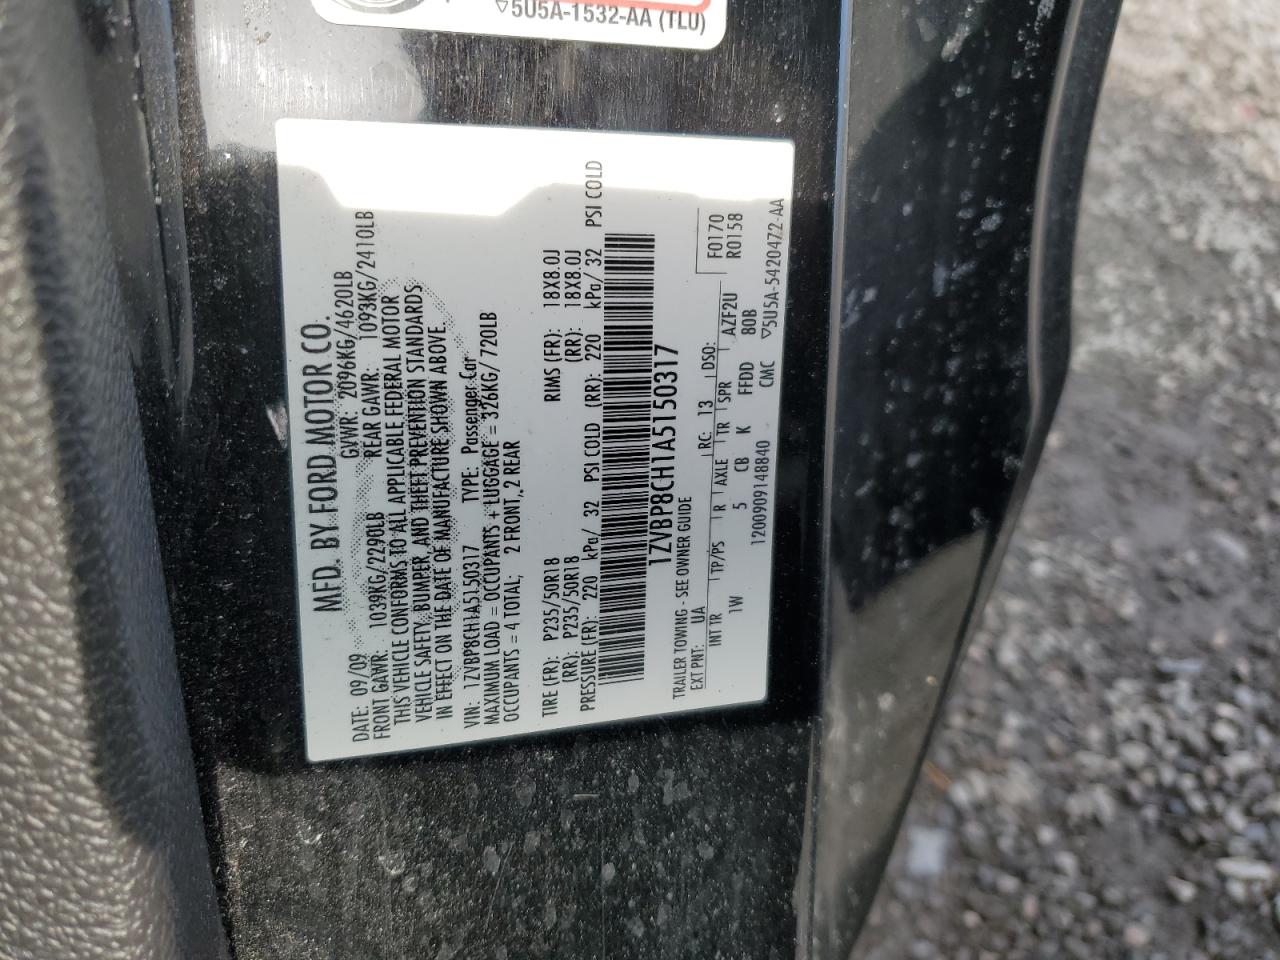 5U5A-1532-AA (TLU)
MFD. BY FORD MOTOR CO.
DATE: 09/09 GVWR: 2096KG/4620LB
FRONT GAWR: 1039KG/2290LB REAR GAWR: 1093KG/2410LB
THIS VEHICLE CONFORMS TO ALL APPLICABLE FEDERAL MOTOR
VEHICLE SAFETY, BUMPER, AND THEFT PREVENTION STANDARDS
IN EFFECT ON THE DATE OF MANUFACTURE SHOWN ABOVE.
VIN: 1ZVBP8CH1A5150317 TYPE: Passenger Car
MAXIMUM LOAD = OCCUPANTS + LUGGAGE = 326KG/ 720LB
OCCUPANTS = 4 TOTAL, 2 FRONT, 2 REAR
TIRE (FR): P235/50R18 RIMS (FR): 18X8.0J
(RR): P235/50R18 (RR): 18X8.0J
PRESSURE (FR): 220 kPa/ 32 PSI COLD (RR): 220 kPa/ 32 PSI COLD
1ZVBP8CH1A5150317
TRAILER TOWING - SEE OWNER GUIDE
EXT PNT: UA RC: 13 DSO: F0170
R0158
INT TR TP/PS R AXLE TR SPR AZF2U
1W 5 CB K FFDD 80B
1200909148840 CMC 5U5A-5420472-AA